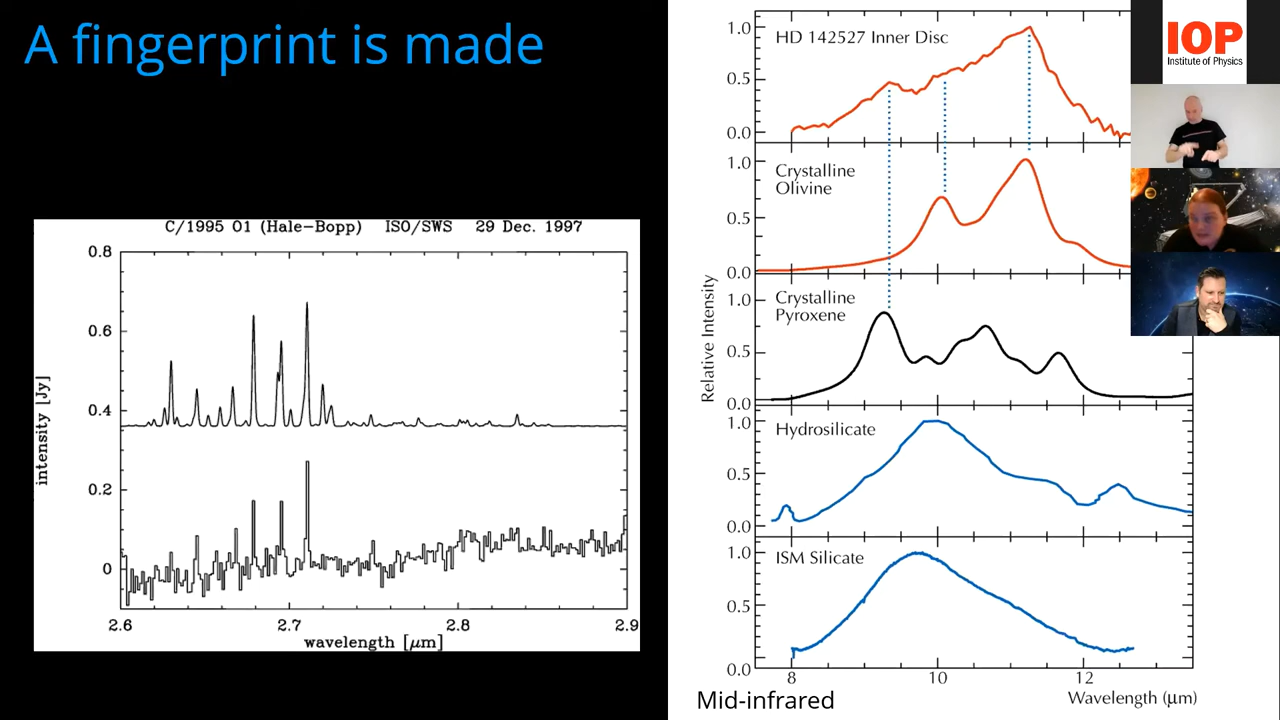 A fingerprint is made
C/1995 O1 (Hale-Bopp) ISO/SWS 29 Dec. 1997
0.8
0.6
0.4
0.2
0
intensity [Jy]
2.6 2.7 2.8 2.9
wavelength [μm]
HD 142527 Inner Disc
1.0
0.5
0.0
Crystalline
Olivine
1.0
0.5
0.0
Crystalline
Pyroxene
1.0
0.5
0.0
Relative Intensity
Hydrosilicate
1.0
0.5
0.0
ISM Silicate
1.0
0.5
0.0
8 10 12
Mid-infrared
Wavelength (μm)
IOP
Institute of Physics